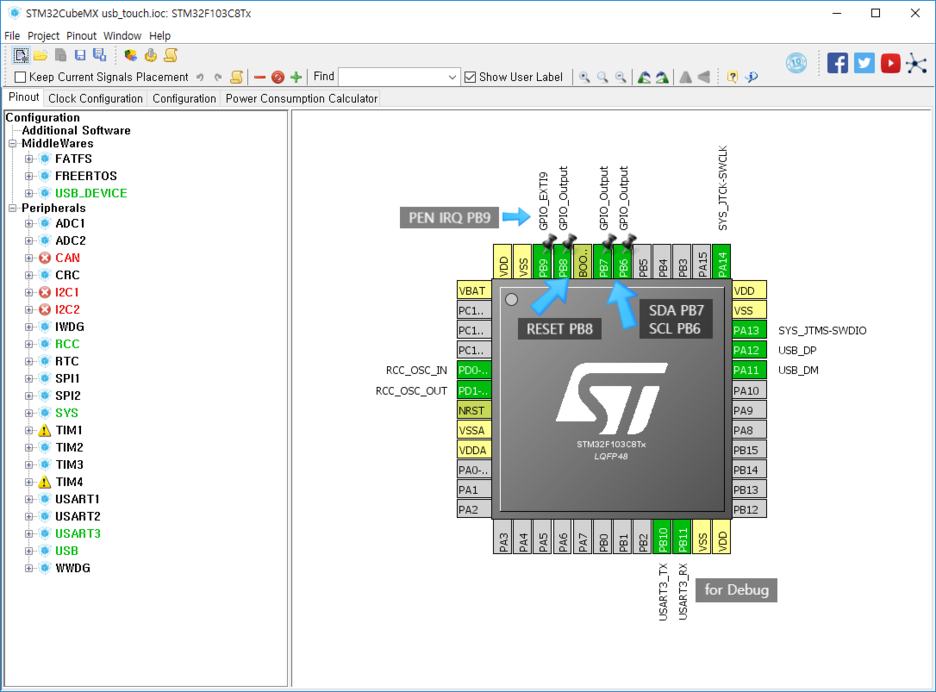 STM32CubeMX usb_touch.ioc: STM32F103C8Tx
File Project Pinout Window Help
Keep Current Signals Placement Find Show User Label
Pinout Clock Configuration Configuration Power Consumption Calculator
Configuration
Additional Software
MiddleWares
FATFS
FREERTOS
USB_DEVICE
Peripherals
ADC1
ADC2
CAN
CRC
I2C1
I2C2
IWDG
RCC
RTC
SPI1
SPI2
SYS
TIM1
TIM2
TIM3
TIM4
USART1
USART2
USART3
USB
WWDG
GPIO_EXTI9
GPIO_Output
GPIO_Output
GPIO_Output
SYS_JTCK-SWCLK
PEN IRQ PB9
VDD
VSS
PB9
PB8
BOO..
PB7
PB6
PB5
PB4
PB3
PA15
PA14
VBAT
PC1..
PC1..
PC1..
RCC_OSC_IN PD0-..
RCC_OSC_OUT PD1-..
NRST
VSSA
VDDA
PA0-..
PA1
PA2
RESET PB8
SDA PB7
SCL PB6
ST
STM32F103C8Tx
LQFP48
VDD
VSS
PA13 SYS_JTMS-SWDIO
PA12 USB_DP
PA11 USB_DM
PA10
PA9
PA8
PB15
PB14
PB13
PB12
PA3
PA4
PA5
PA6
PA7
PB0
PB1
PB2
PB10
PB11
VSS
VDD
USART3_TX
USART3_RX
for Debug